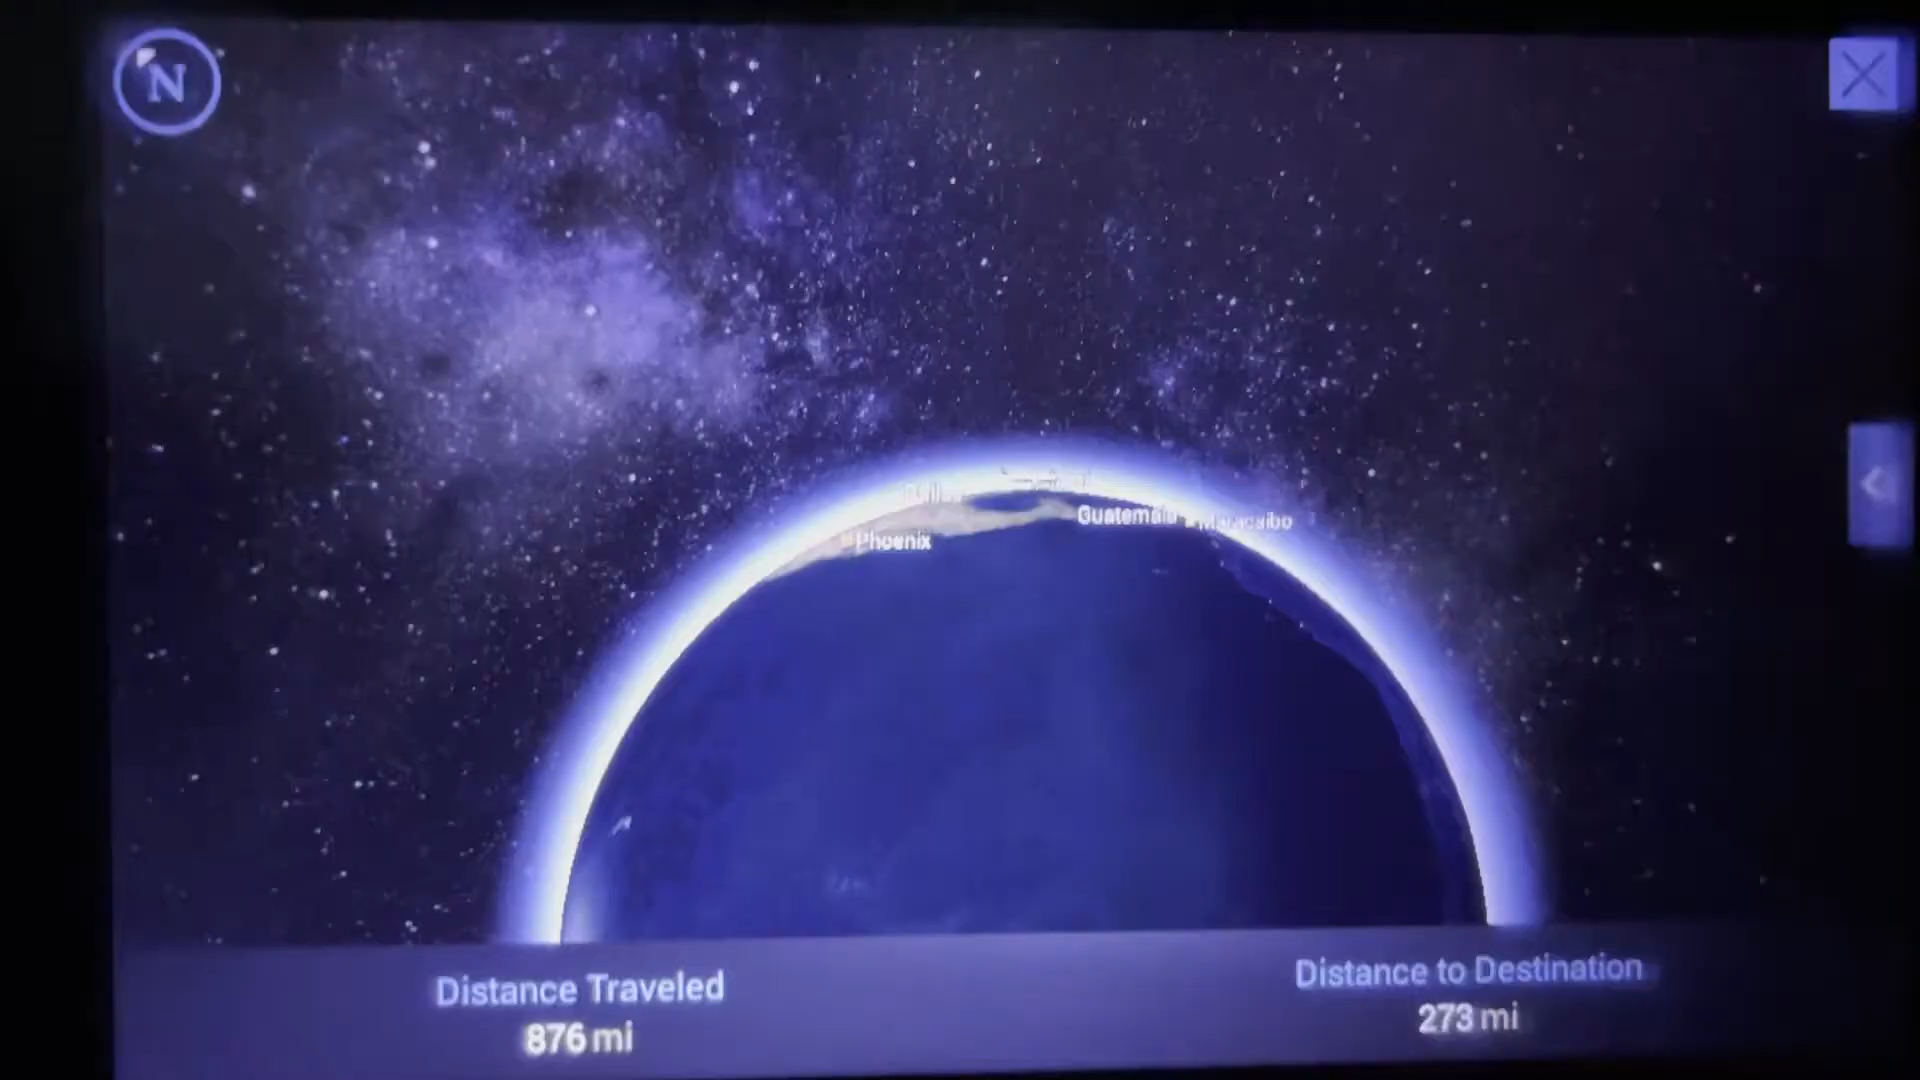 N
Phoenix
Guatemala
Maracaibo
Distance Traveled
876 mi
Distance to Destination
273 mi